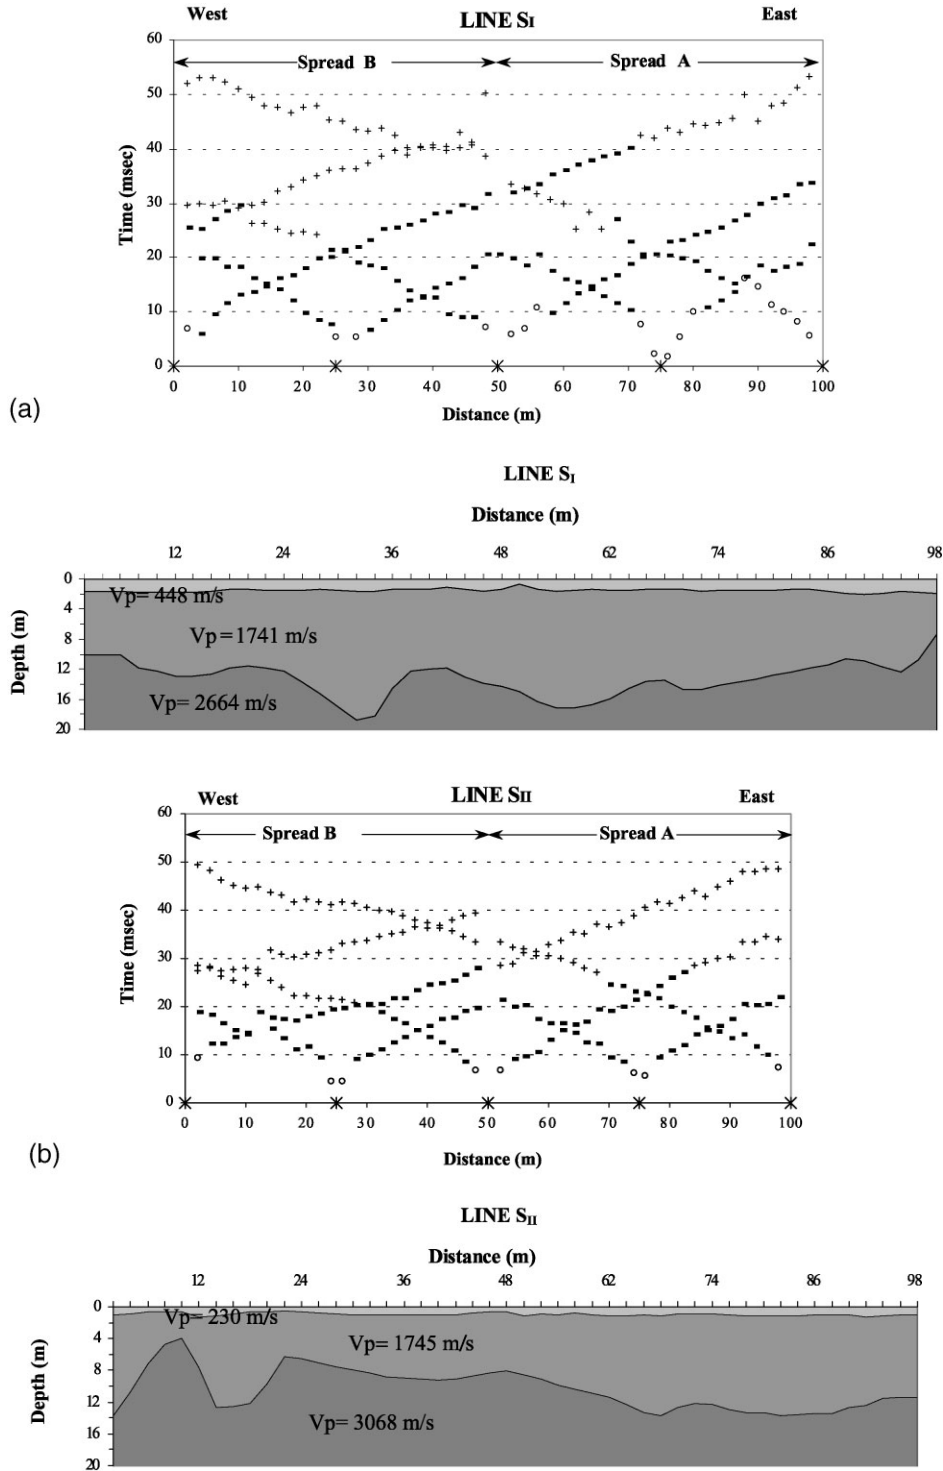 West LINE SI East
60
Spread B Spread A
50
40
30
20
10
0
Time (msec)
0 10 20 30 40 50 60 70 80 90 100
Distance (m)
(a)
LINE SI
Distance (m)
12 24 36 48 62 74 86 98
0
Vp= 448 m/s
4
Vp=1741 m/s
8
12
Vp= 2664 m/s
16
20
Depth (m)
West LINE SII East
60
Spread B Spread A
50
40
30
20
10
0
Time (msec)
0 10 20 30 40 50 60 70 80 90 100
Distance (m)
(b)
LINE SII
Distance (m)
12 24 36 48 62 74 86 98
0
Vp= 230 m/s
4
Vp= 1745 m/s
8
12
Vp= 3068 m/s
16
20
Depth (m)